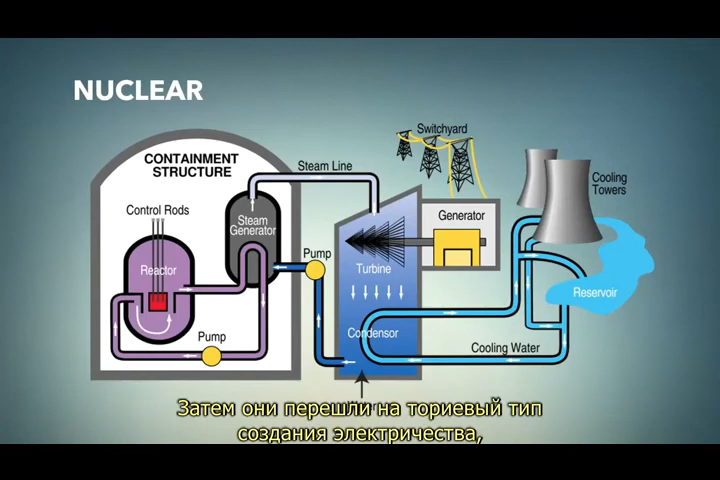 NUCLEAR
Switchyard
CONTAINMENT
STRUCTURE
Steam Line
Cooling
Towers
Control Rods
Steam
Generator
Generator
Pump
Reactor
Turbine
Reservoir
Pump
Condensor
Cooling Water
Затем они перешли на ториевый тип
создания электричества,